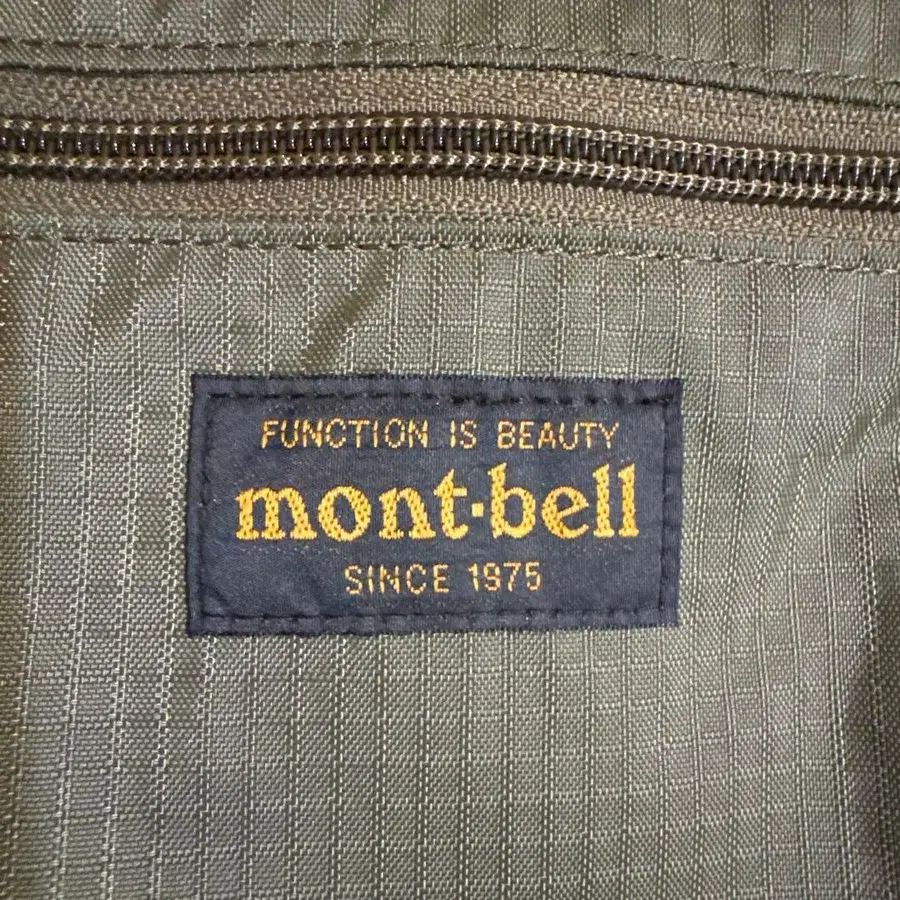 FUNCTION IS BEAUTY
mont·bell
SINCE 1975